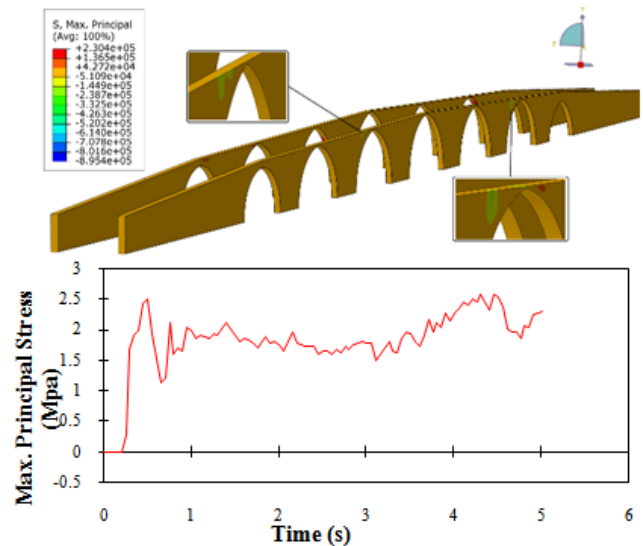 S, Max. Principal
(Avg: 100%)
+2.304e+05
+1.365e+05
+4.272e+04
-5.109e+04
-1.449e+05
-2.387e+05
-3.325e+05
-4.263e+05
-5.202e+05
-6.140e+05
-7.078e+05
-8.016e+05
-8.954e+05
Max. Principal Stress
(Mpa)
3
2.5
2
1.5
1
0.5
0
-0.5
0 1 2 3 4 5 6
Time (s)